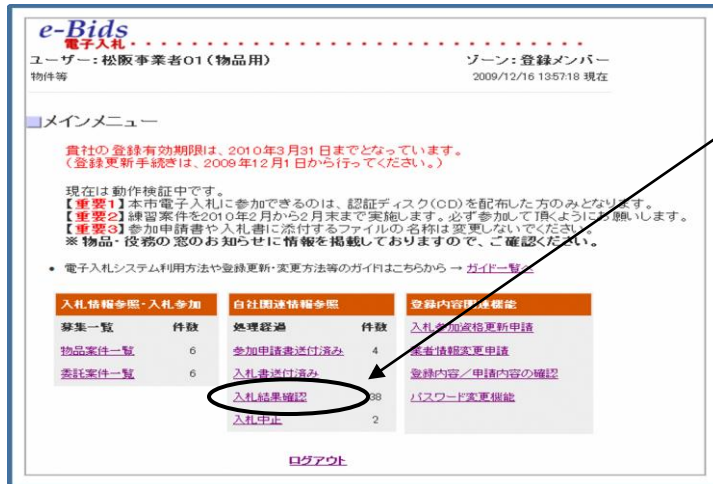 e-Bids
電子入札
ユーザー:松阪事業者01(物品用)
ゾーン:登録メンバー
物件等
2009/12/16 13:57:18 現在
メインメニュー
貴社の登録有効期限は、2010年3月31日までとなっています。
(登録更新手続きは、2009年12月1日から行ってください。)
現在は動作検証中です。
【重要1】本市電子入札に参加できるのは、認証ディスク(CD)を配布した方のみとなります。
【重要2】練習案件を2010年2月から2月末まで実施します。必ず参加して頂くようにお願いします。
【重要3】参加申請書や入札書に添付するファイルの名称は変更しないでください。
※物品・役務の窓のお知らせに情報を掲載しておりますので、ご確認ください。
• 電子入札システム利用方法や登録更新・変更方法等のガイドはこちらから → ガイド一覧へ
入札情報参照・入札参加
募集一覧 件数
物品案件一覧 6
委託案件一覧 6
自社関連情報参照
処理経過 件数
参加申請書送付済み 4
入札書送付済み
入札結果確認 38
入札中止 2
登録内容関連機能
入札参加資格更新申請
業者情報変更申請
登録内容/申請内容の確認
パスワード変更機能
ログアウト